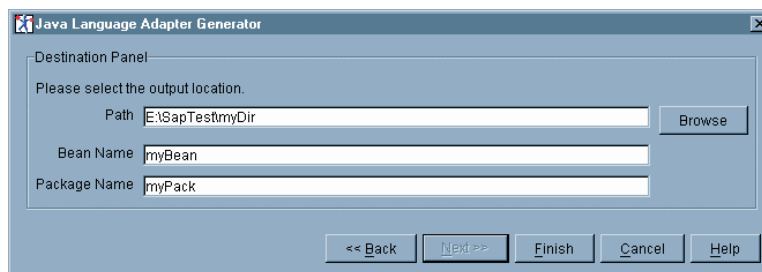 Java Language Adapter Generator
Destination Panel
Please select the output location.
Path E:\SapTest\myDir Browse
Bean Name myBean
Package Name myPack
<< Back Next >> Finish Cancel Help